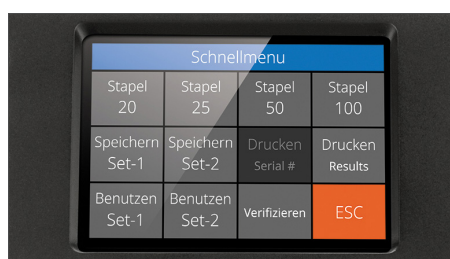 Schnellmenu
Stapel Stapel Stapel Stapel
20 25 50 100
Speichern Speichern Drucken Drucken
Set-1 Set-2 Serial # Results
Benutzen Benutzen Verifizieren ESC
Set-1 Set-2